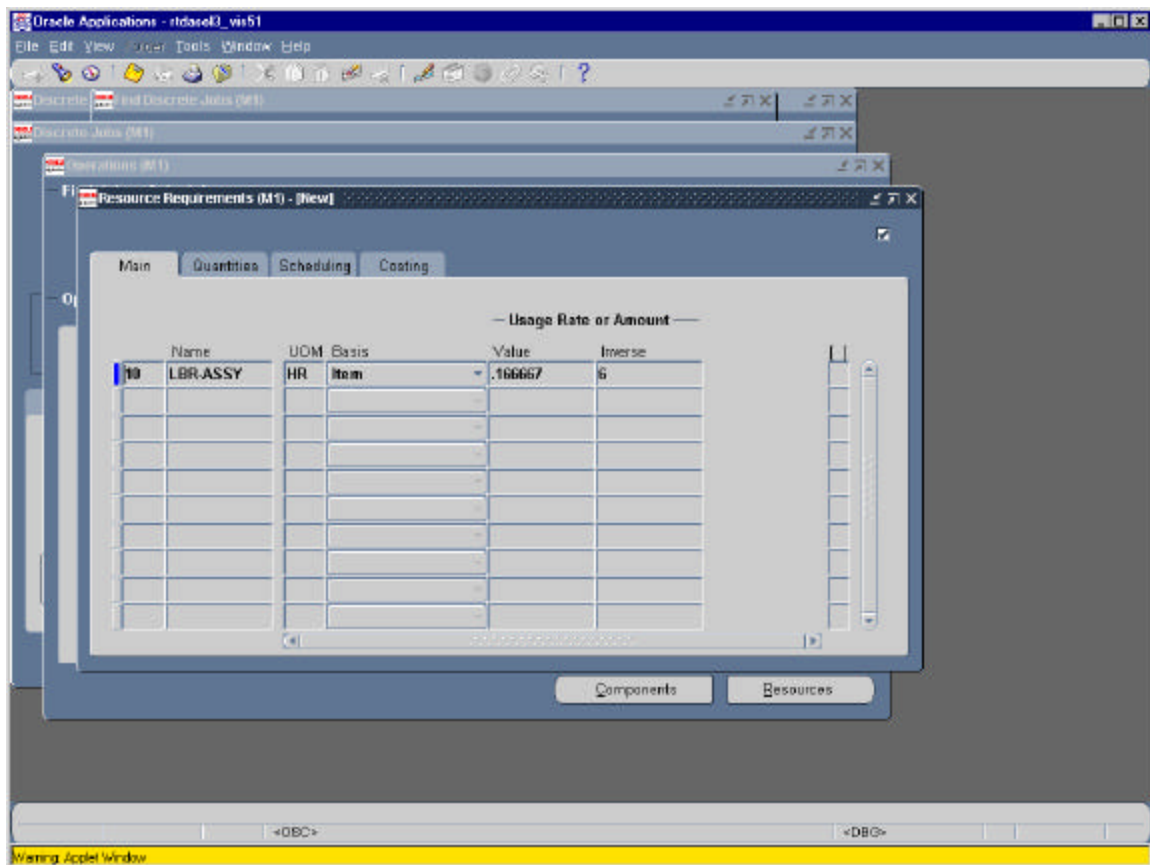 Oracle Applications - rtdasol3_vis51
File Edit View Folder Tools Window Help
Discrete Find Discrete Jobs (M1)
Discrete Jobs (M1)
Operations (M1)
Resource Requirements (M1) - [New]
Main Quantities Scheduling Costing
Usage Rate or Amount
Name UOM Basis Value Inverse [ ]
10 LBR-ASSY HR Item .166667 6
Components Resources
<OBC> <DBG>
Warning: Applet Window